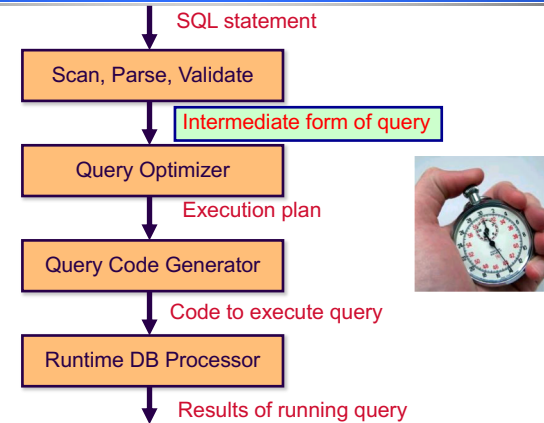 SQL statement
Scan, Parse, Validate
Intermediate form of query
Query Optimizer
Execution plan
Query Code Generator
Code to execute query
Runtime DB Processor
Results of running query